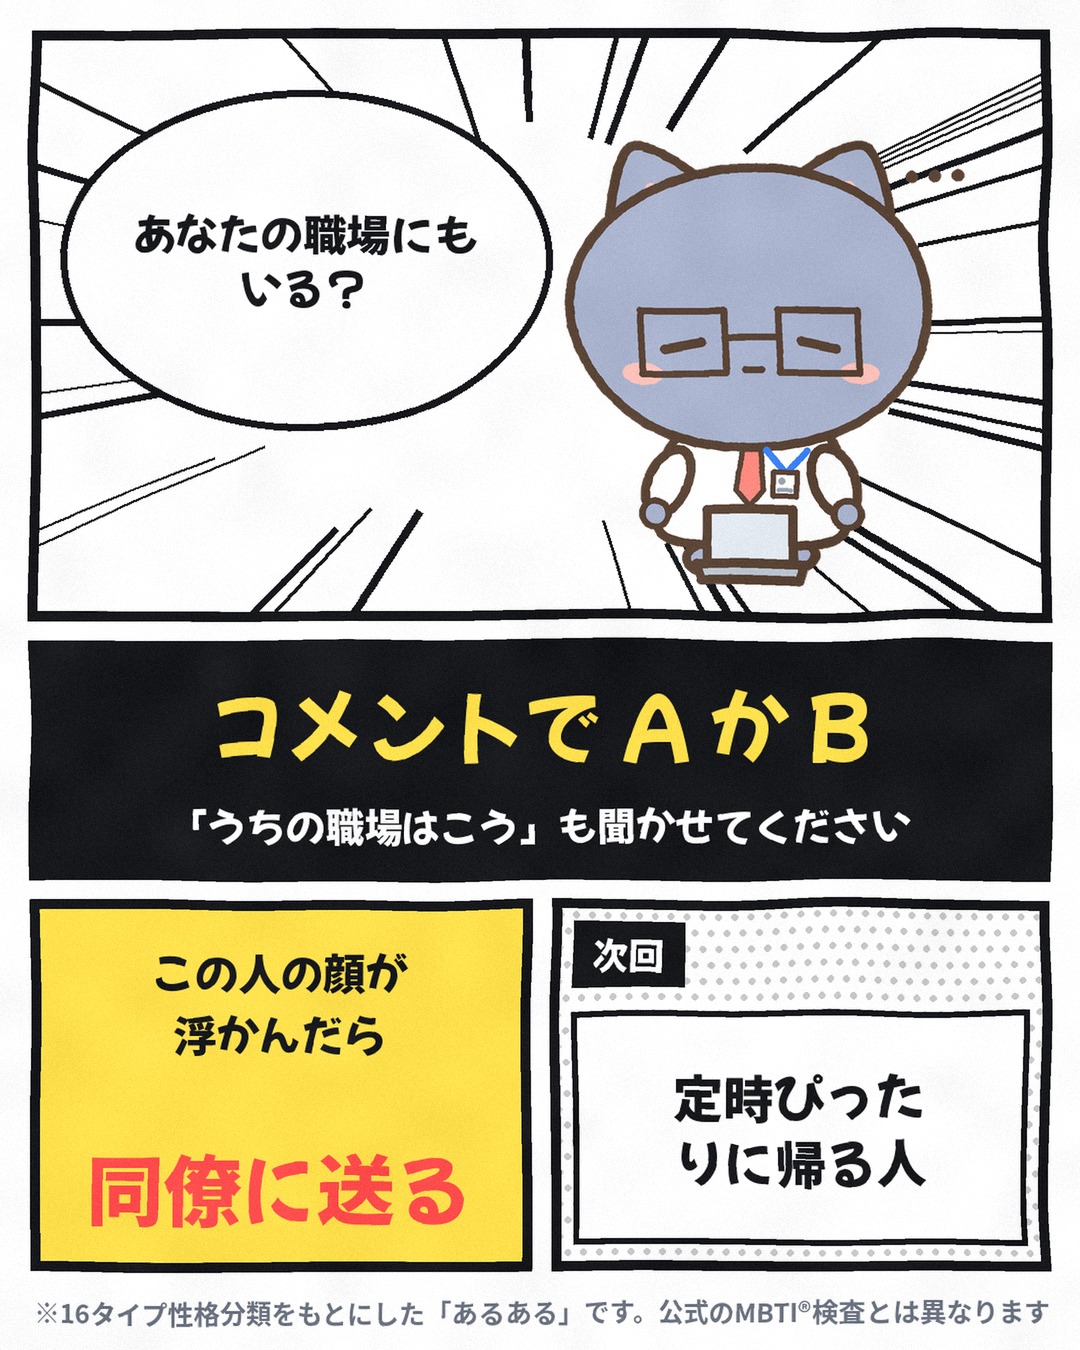 あなたの職場にも
いる？
コメントでAかB
「うちの職場はこう」も聞かせてください
この人の顔が
浮かんだら
同僚に送る
次回
定時ぴった
りに帰る人
※16タイプ性格分類をもとにした「あるある」です。公式のMBTI®検査とは異なります